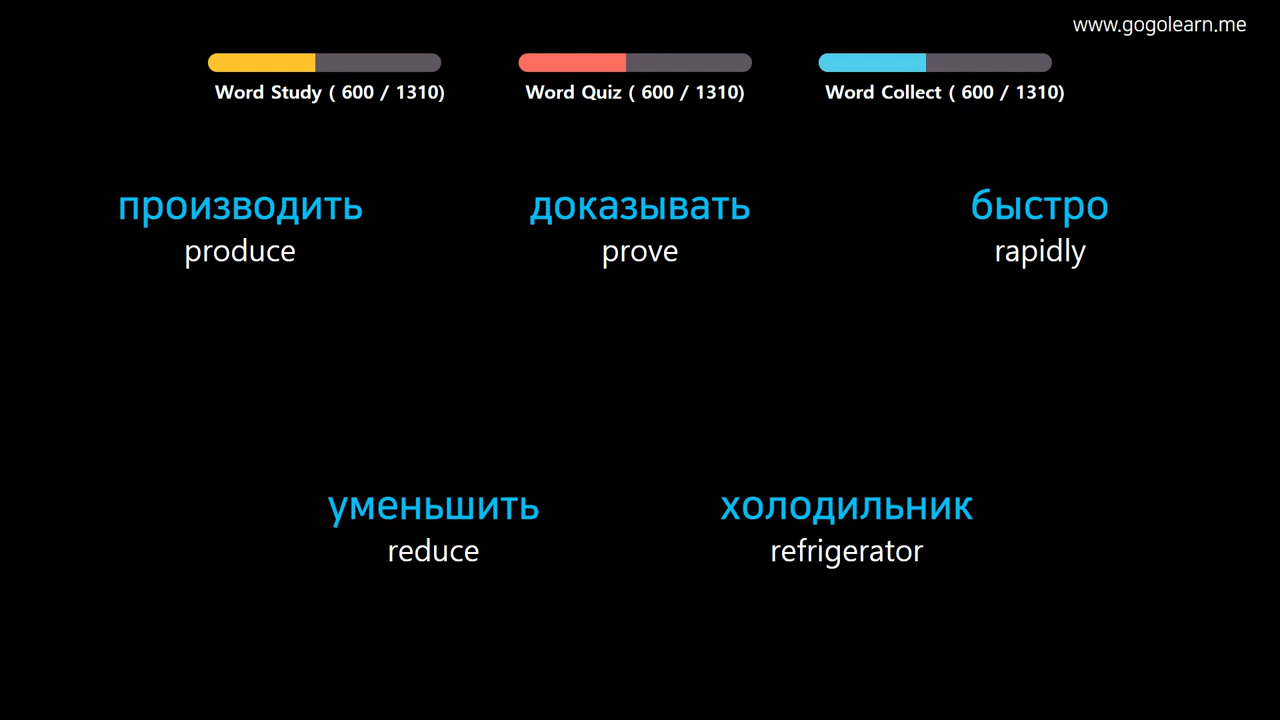 www.gogolearn.me
Word Study ( 600 / 1310)
Word Quiz ( 600 / 1310)
Word Collect ( 600 / 1310)
производить
produce
доказывать
prove
быстро
rapidly
уменьшить
reduce
холодильник
refrigerator